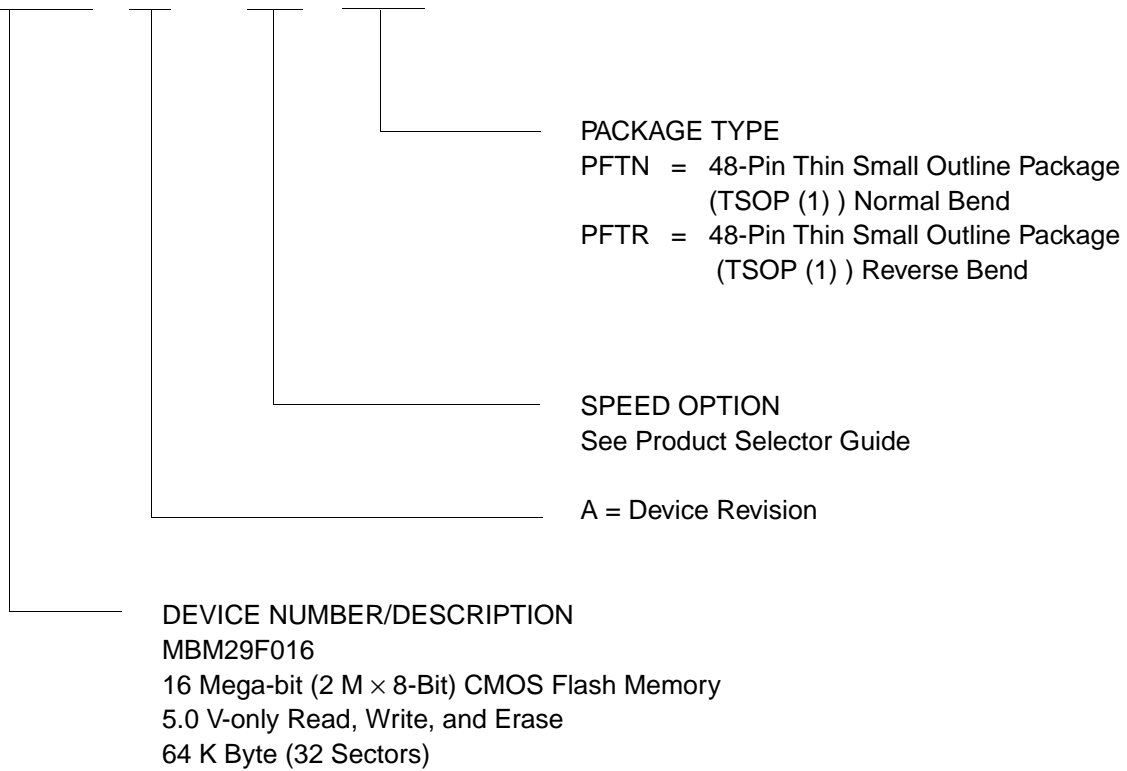 PACKAGE TYPE
PFTN = 48-Pin Thin Small Outline Package
(TSOP (1) ) Normal Bend
PFTR = 48-Pin Thin Small Outline Package
(TSOP (1) ) Reverse Bend
SPEED OPTION
See Product Selector Guide
A = Device Revision
DEVICE NUMBER/DESCRIPTION
MBM29F016
16 Mega-bit (2 M × 8-Bit) CMOS Flash Memory
5.0 V-only Read, Write, and Erase
64 K Byte (32 Sectors)